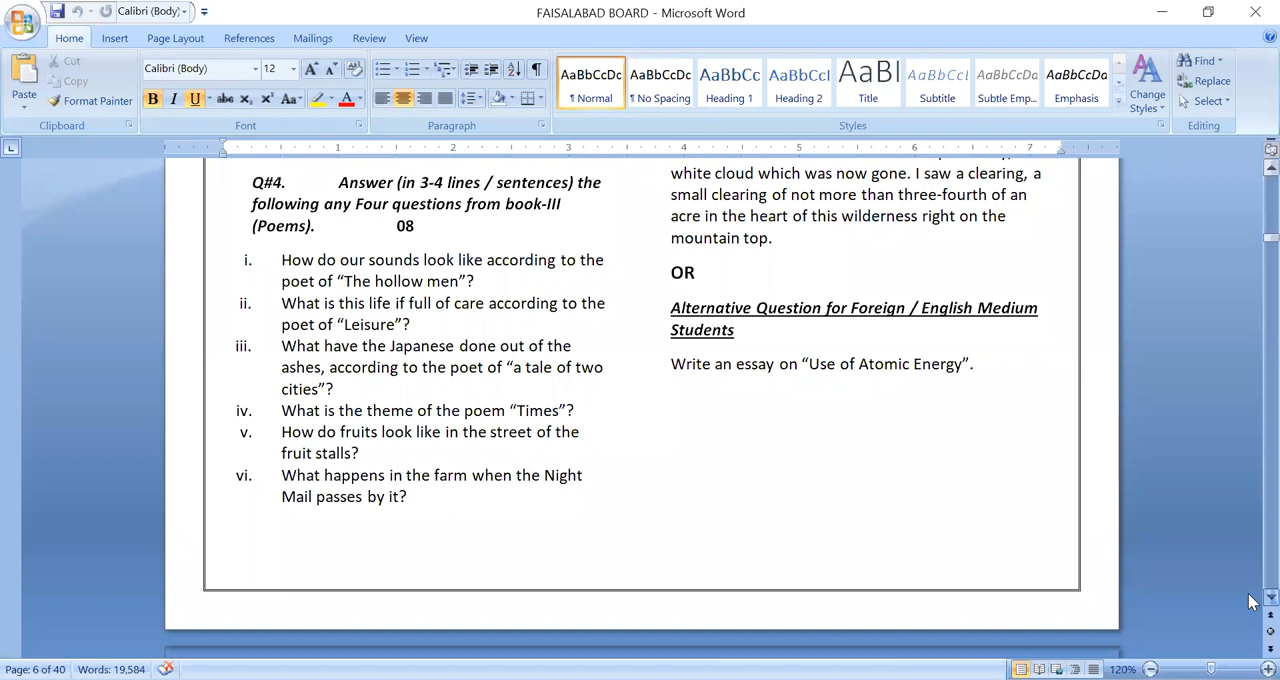 Calibri (Body)
FAISALABAD BOARD - Microsoft Word
Home Insert Page Layout References Mailings Review View
Paste
Cut
Copy
Format Painter
Clipboard
Calibri (Body) 12
Font
Paragraph
AaBbCcDc AaBbCcDc AaBbCc AaBbCcI AaBl AaBbCcL AaBbCcDa AaBbCcDa
¶ Normal ¶ No Spacing Heading 1 Heading 2 Title Subtitle Subtle Emp... Emphasis
Change Styles
Styles
Find
Replace
Select
Editing
1 2 3 4 5 6 7
Q#4. Answer (in 3-4 lines / sentences) the
following any Four questions from book-III
(Poems). 08
i. How do our sounds look like according to the
poet of “The hollow men”?
ii. What is this life if full of care according to the
poet of “Leisure”?
iii. What have the Japanese done out of the
ashes, according to the poet of “a tale of two
cities”?
iv. What is the theme of the poem “Times”?
v. How do fruits look like in the street of the
fruit stalls?
vi. What happens in the farm when the Night
Mail passes by it?
white cloud which was now gone. I saw a clearing, a
small clearing of not more than three-fourth of an
acre in the heart of this wilderness right on the
mountain top.
OR
Alternative Question for Foreign / English Medium
Students
Write an essay on “Use of Atomic Energy”.
Page: 6 of 40 Words: 19,584 120%